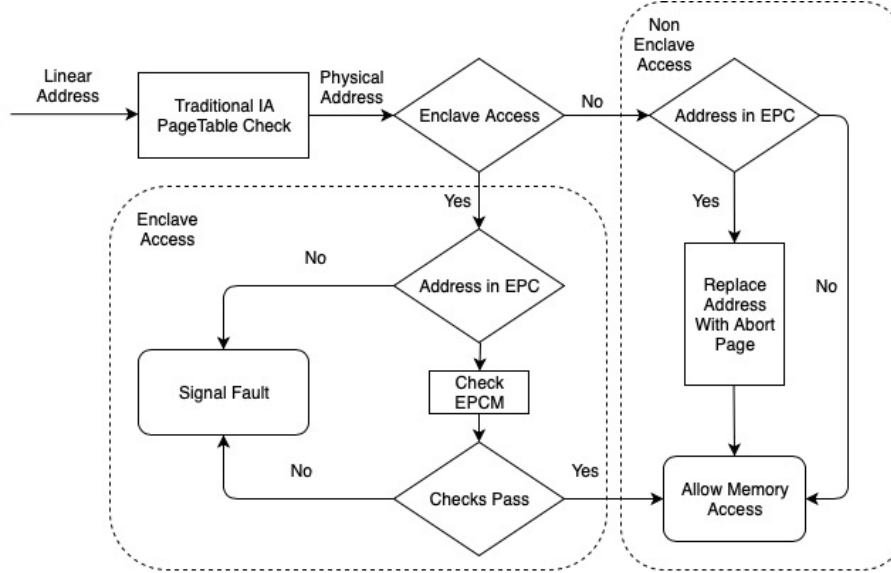 Non
Enclave
Access
Linear
Address
Traditional IA
PageTable Check
Physical
Address
Enclave Access
No
Address in EPC
Yes
Enclave
Access
Yes
No
Address in EPC
Replace
Address
With Abort
Page
No
Signal Fault
Check
EPCM
No
Checks Pass
Yes
Allow Memory
Access